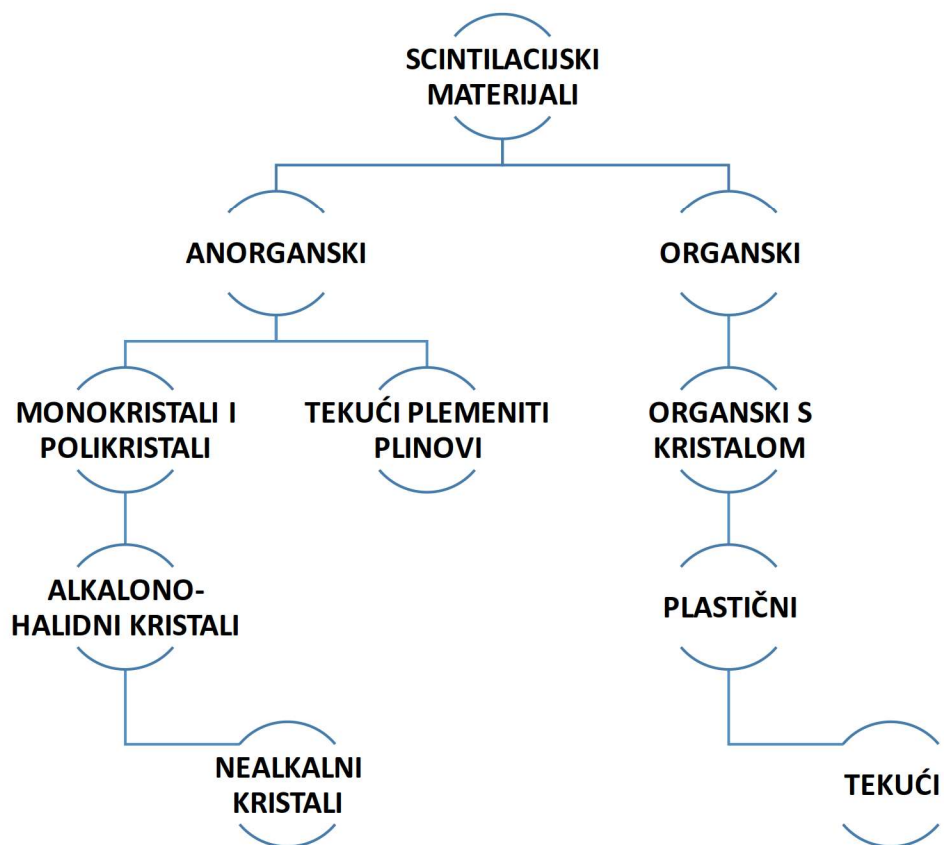 SCINTILACIJSKI
MATERIJALI
ANORGANSKI
ORGANSKI
MONOKRISTALI I
POLIKRISTALI
TEKUĆI PLEMENITI
PLINOVI
ORGANSKI S
KRISTALOM
ALKALONO-
HALIDNI KRISTALI
PLASTIČNI
NEALKALNI
KRISTALI
TEKUĆI